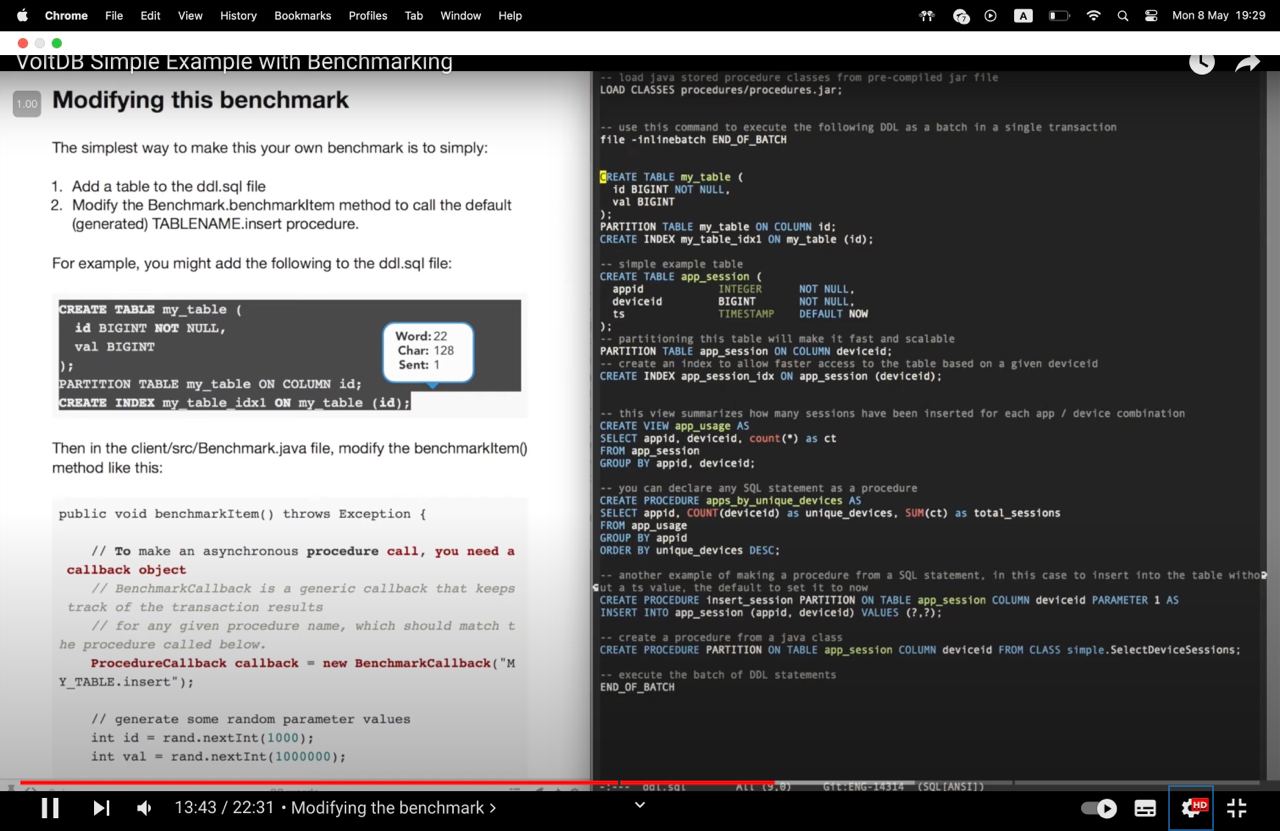 Chrome File Edit View History Bookmarks Profiles Tab Window Help
7 A Mon 8 May 19:29
VoltDB Simple Example with Benchmarking
1.00
Modifying this benchmark
The simplest way to make this your own benchmark is to simply:
1. Add a table to the ddl.sql file
2. Modify the Benchmark.benchmarkItem method to call the default
(generated) TABLENAME.insert procedure.
For example, you might add the following to the ddl.sql file:
CREATE TABLE my_table (
id BIGINT NOT NULL,
val BIGINT
);
PARTITION TABLE my_table ON COLUMN id;
CREATE INDEX my_table_idx1 ON my_table (id);
Word: 22
Char: 128
Sent: 1
Then in the client/src/Benchmark.java file, modify the benchmarkItem()
method like this:
public void benchmarkItem() throws Exception {
// To make an asynchronous procedure call, you need a
callback object
// BenchmarkCallback is a generic callback that keeps
track of the transaction results
// for any given procedure name, which should match t
he procedure called below.
ProcedureCallback callback = new BenchmarkCallback("M
Y_TABLE.insert");
// generate some random parameter values
int id = rand.nextInt(1000);
int val = rand.nextInt(1000000);
-- load java stored procedure classes from pre-compiled jar file
LOAD CLASSES procedures/procedures.jar;
-- use this command to execute the following DDL as a batch in a single transaction
file -inlinebatch END_OF_BATCH
CREATE TABLE my_table (
id BIGINT NOT NULL,
val BIGINT
);
PARTITION TABLE my_table ON COLUMN id;
CREATE INDEX my_table_idx1 ON my_table (id);
-- simple example table
CREATE TABLE app_session (
appid INTEGER NOT NULL,
deviceid BIGINT NOT NULL,
ts TIMESTAMP DEFAULT NOW
);
-- partitioning this table will make it fast and scalable
PARTITION TABLE app_session ON COLUMN deviceid;
-- create an index to allow faster access to the table based on a given deviceid
CREATE INDEX app_session_idx ON app_session (deviceid);
-- this view summarizes how many sessions have been inserted for each app / device combination
CREATE VIEW app_usage AS
SELECT appid, deviceid, count(*) as ct
FROM app_session
GROUP BY appid, deviceid;
-- you can declare any SQL statement as a procedure
CREATE PROCEDURE apps_by_unique_devices AS
SELECT appid, COUNT(deviceid) as unique_devices, SUM(ct) as total_sessions
FROM app_usage
GROUP BY appid
ORDER BY unique_devices DESC;
-- another example of making a procedure from a SQL statement, in this case to insert into the table witho
ut a ts value, the default to set it to now
CREATE PROCEDURE insert_session PARTITION ON TABLE app_session COLUMN deviceid PARAMETER 1 AS
INSERT INTO app_session (appid, deviceid) VALUES (?,?);
-- create a procedure from a java class
CREATE PROCEDURE PARTITION ON TABLE app_session COLUMN deviceid FROM CLASS simple.SelectDeviceSessions;
-- execute the batch of DDL statements
END_OF_BATCH
ddl.sql All (9,0) Git:ENG-14314 (SQL[ANSI])
13:43 / 22:31 • Modifying the benchmark >
HD